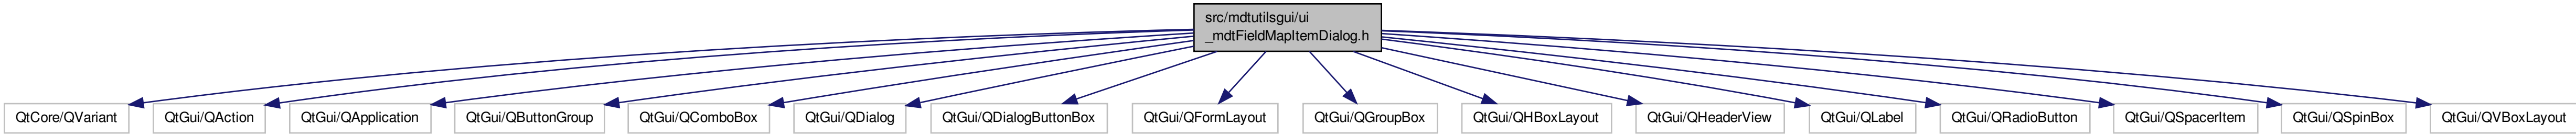 src/mdtutilsgui/ui
_mdtFieldMapItemDialog.h
QtCore/QVariant
QtGui/QAction
QtGui/QApplication
QtGui/QButtonGroup
QtGui/QComboBox
QtGui/QDialog
QtGui/QDialogButtonBox
QtGui/QFormLayout
QtGui/QGroupBox
QtGui/QHBoxLayout
QtGui/QHeaderView
QtGui/QLabel
QtGui/QRadioButton
QtGui/QSpacerItem
QtGui/QSpinBox
QtGui/QVBoxLayout